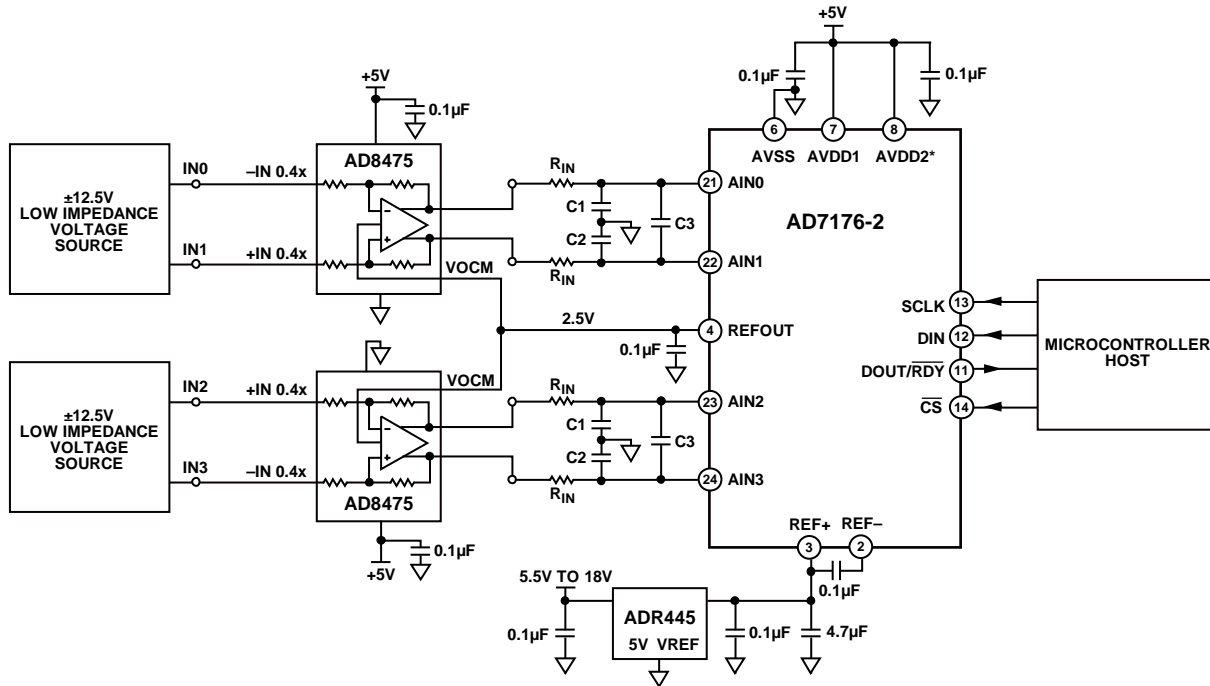 +5V
0.1µF
0.1µF
+5V
0.1µF
6
7
8
AVSS
AVDD1
AVDD2*
AD8475
IN0
–IN 0.4x
±12.5V
LOW IMPEDANCE
VOLTAGE
SOURCE
IN1
+IN 0.4x
VOCM
RIN
C1
C2
C3
RIN
21
AIN0
22
AIN1
AD7176-2
2.5V
0.1µF
4
REFOUT
SCLK
13
DIN
12
DOUT/RDY
11
CS
14
MICROCONTROLLER
HOST
VOCM
IN2
+IN 0.4x
±12.5V
LOW IMPEDANCE
VOLTAGE
SOURCE
IN3
–IN 0.4x
AD8475
+5V
0.1µF
RIN
C1
C2
C3
RIN
23
AIN2
24
AIN3
REF+
REF–
3
2
0.1µF
5.5V TO 18V
0.1µF
ADR445
5V VREF
0.1µF
4.7µF